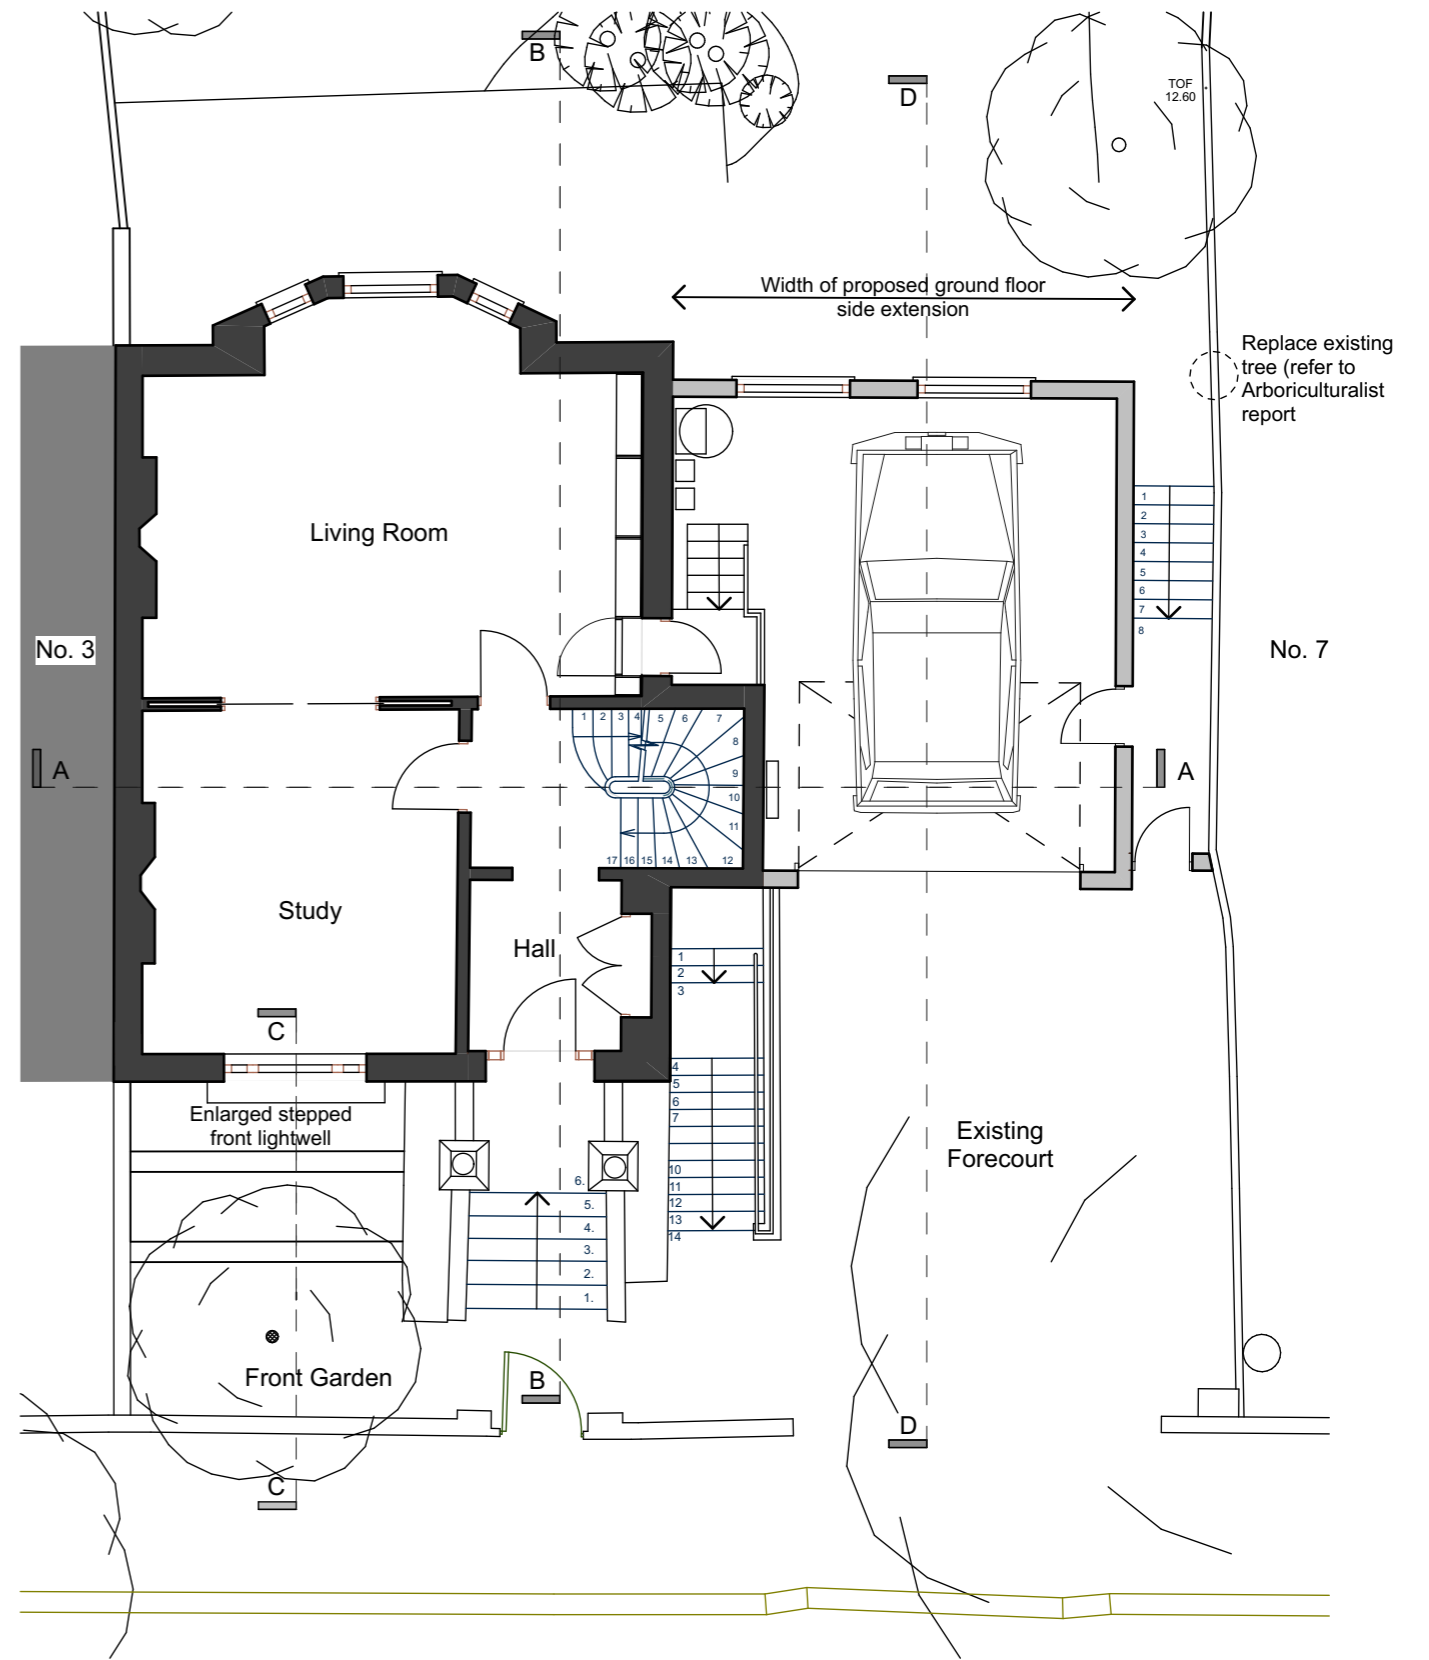 B
D
TOF
12.60
Width of proposed ground floor
side extension
Replace existing
tree (refer to
Arboriculturalist
report
Living Room
1
2
3
4
5
6
7
8
No. 3
No. 7
1
2
3
4
5
6
7
8
9
10
11
12
13
14
15
16
17
A
A
Study
Hall
1
2
3
C
4
5
6
7
10
11
12
13
14
Enlarged stepped
front lightwell
Existing
Forecourt
6.
5.
4.
3.
2.
1.
Front Garden
B
D
C